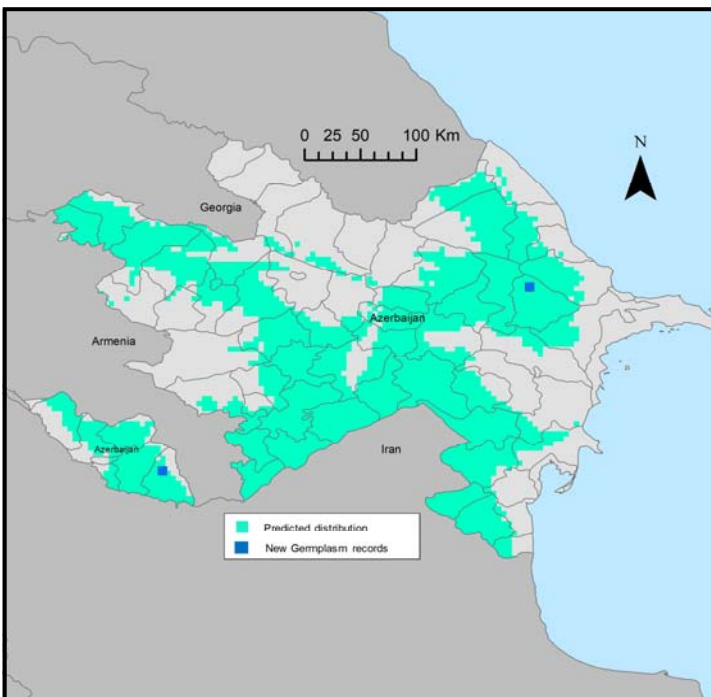 0 25 50 100 Km
N
Georgia
Azerbaijan
Armenia
Iran
Azerbaijan
Predicted distribution
New Germplasm records